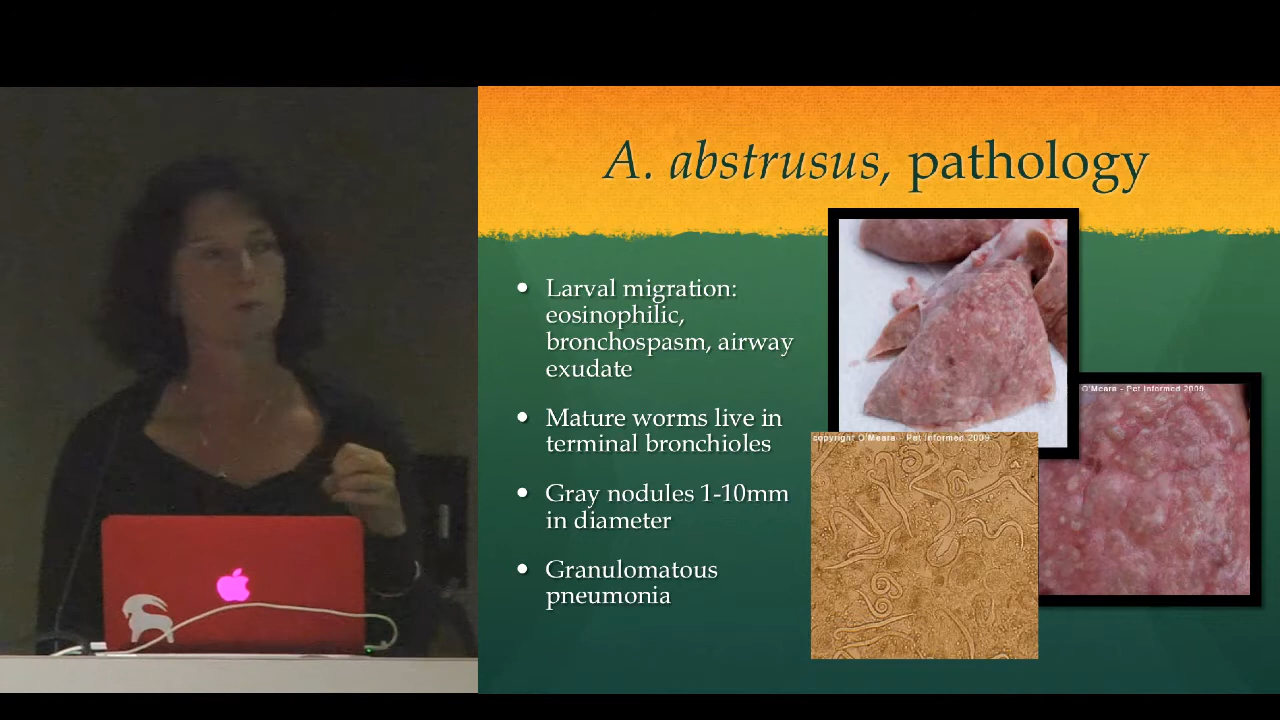 A. abstrusus, pathology
Larval migration:
eosinophilic,
bronchospasm, airway
exudate
Mature worms live in
terminal bronchioles
Gray nodules 1-10mm
in diameter
Granulomatous
pneumonia
O'Meara - Pet Informed 2009
copyright O'Meara - Pet Informed 2009